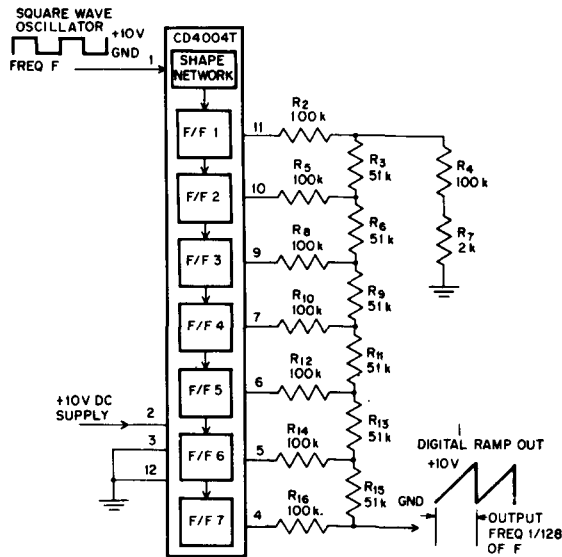 SQUARE WAVE
OSCILLATOR
+10V
GND
FREQ F
1
CD4004T
SHAPE
NETWORK
F/F 1
11
R2
100k
R3
51k
R4
100k
F/F 2
10
R5
100k
R6
51k
R7
2k
F/F 3
9
R8
100k
R9
51k
F/F 4
7
R10
100k
R11
51k
F/F 5
6
R12
100k
R13
51k
+10V DC
SUPPLY
2
3
12
F/F 6
5
R14
100k
R15
51k
F/F 7
4
R16
100k.
DIGITAL RAMP OUT
+10V
GND
OUTPUT
FREQ 1/128
OF F